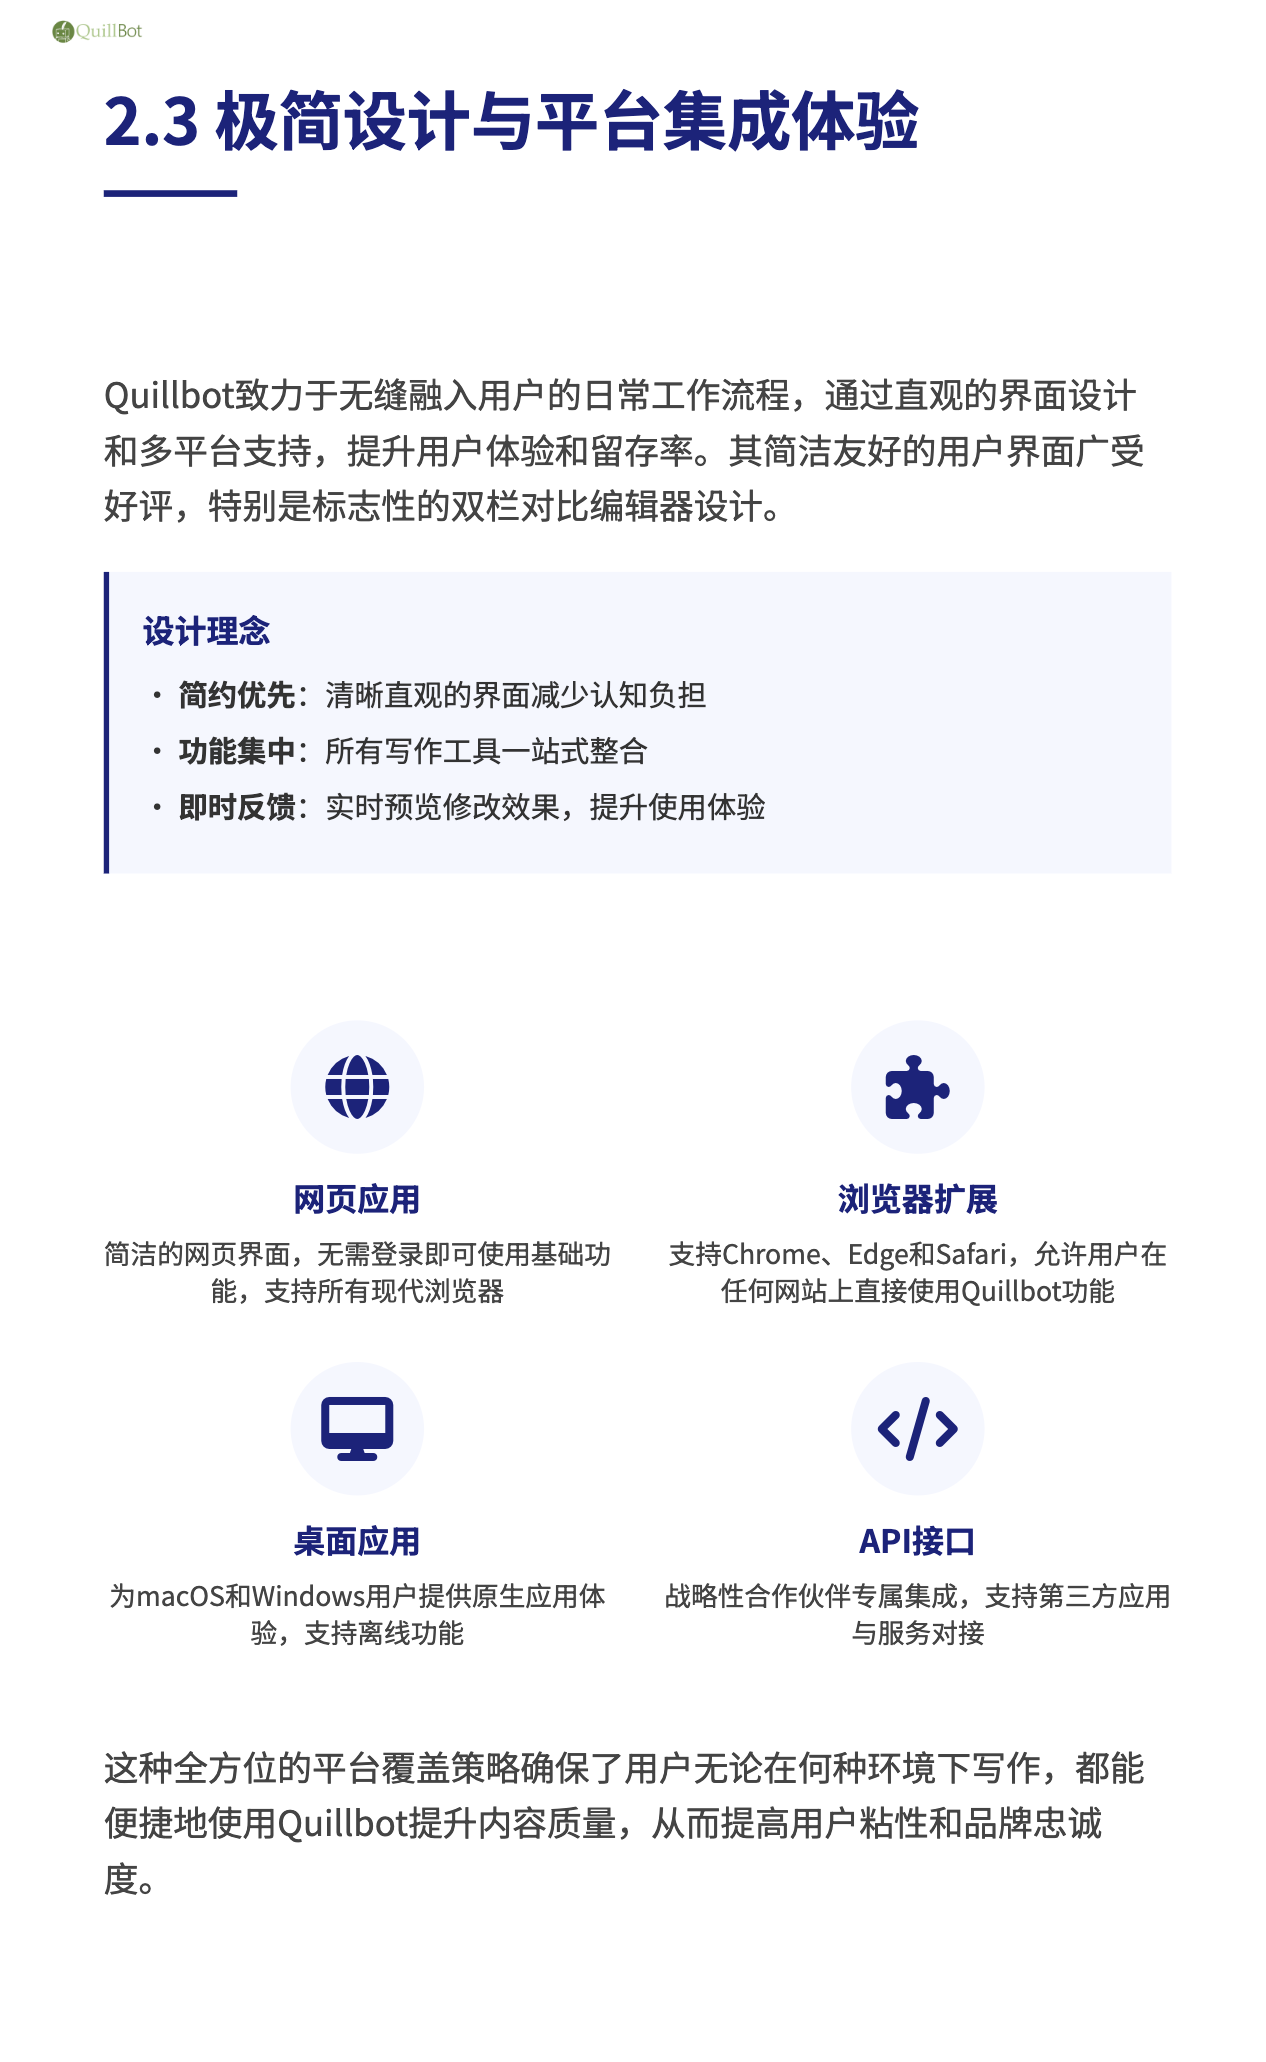 QuillBot
2.3 极简设计与平台集成体验
Quillbot致力于无缝融入用户的日常工作流程，通过直观的界面设计
和多平台支持，提升用户体验和留存率。其简洁友好的用户界面广受
好评，特别是标志性的双栏对比编辑器设计。
设计理念
• 简约优先：清晰直观的界面减少认知负担
• 功能集中：所有写作工具一站式整合
• 即时反馈：实时预览修改效果，提升使用体验
网页应用
简洁的网页界面，无需登录即可使用基础功
能，支持所有现代浏览器
浏览器扩展
支持Chrome、Edge和Safari，允许用户在
任何网站上直接使用Quillbot功能
桌面应用
为macOS和Windows用户提供原生应用体
验，支持离线功能
API接口
战略性合作伙伴专属集成，支持第三方应用
与服务对接
这种全方位的平台覆盖策略确保了用户无论在何种环境下写作，都能
便捷地使用Quillbot提升内容质量，从而提高用户粘性和品牌忠诚
度。